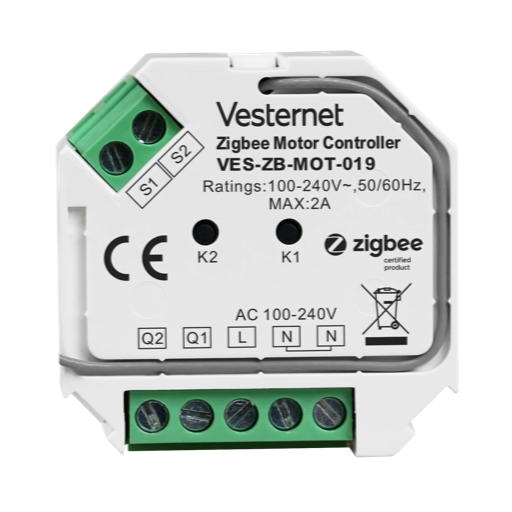 Vesternet
Zigbee Motor Controller
VES-ZB-MOT-019
Ratings:100-240V~,50/60Hz,
MAX:2A
S1
S2
K2
K1
zigbee
certified
product
CE
AC 100-240V
Q2 Q1 L N N